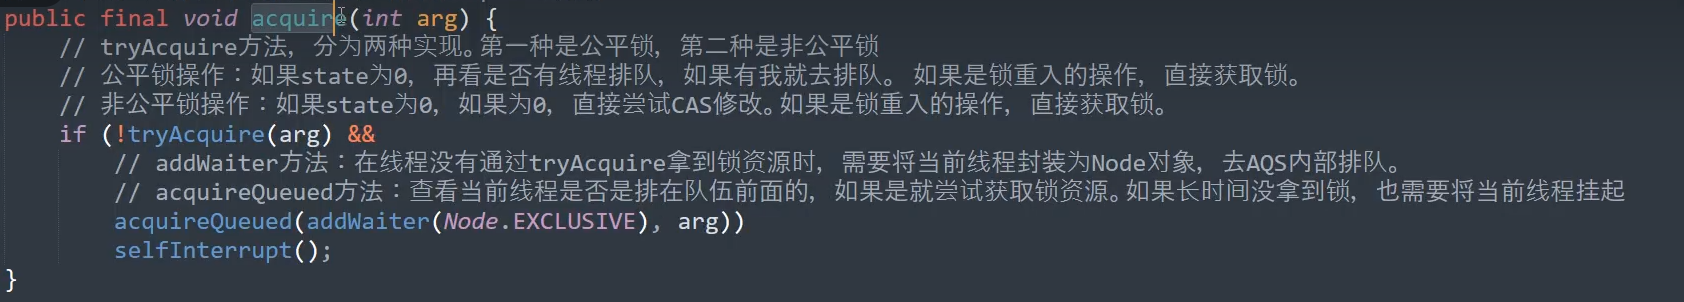 public final void acquire(int arg) {
// tryAcquire方法, 分为两种实现。第一种是公平锁, 第二种是非公平锁
// 公平锁操作：如果state为0, 再看是否有线程排队, 如果有我就去排队。 如果是锁重入的操作, 直接获取锁。
// 非公平锁操作：如果state为0, 如果为0, 直接尝试CAS修改。如果是锁重入的操作, 直接获取锁。
if (!tryAcquire(arg) &&
// addWaiter方法：在线程没有通过tryAcquire拿到锁资源时, 需要将当前线程封装为Node对象, 去AQS内部排队。
// acquireQueued方法：查看当前线程是否是排在队伍前面的, 如果是就尝试获取锁资源。如果长时间没拿到锁, 也需要将当前线程挂起
acquireQueued(addWaiter(Node.EXCLUSIVE), arg))
selfInterrupt();
}